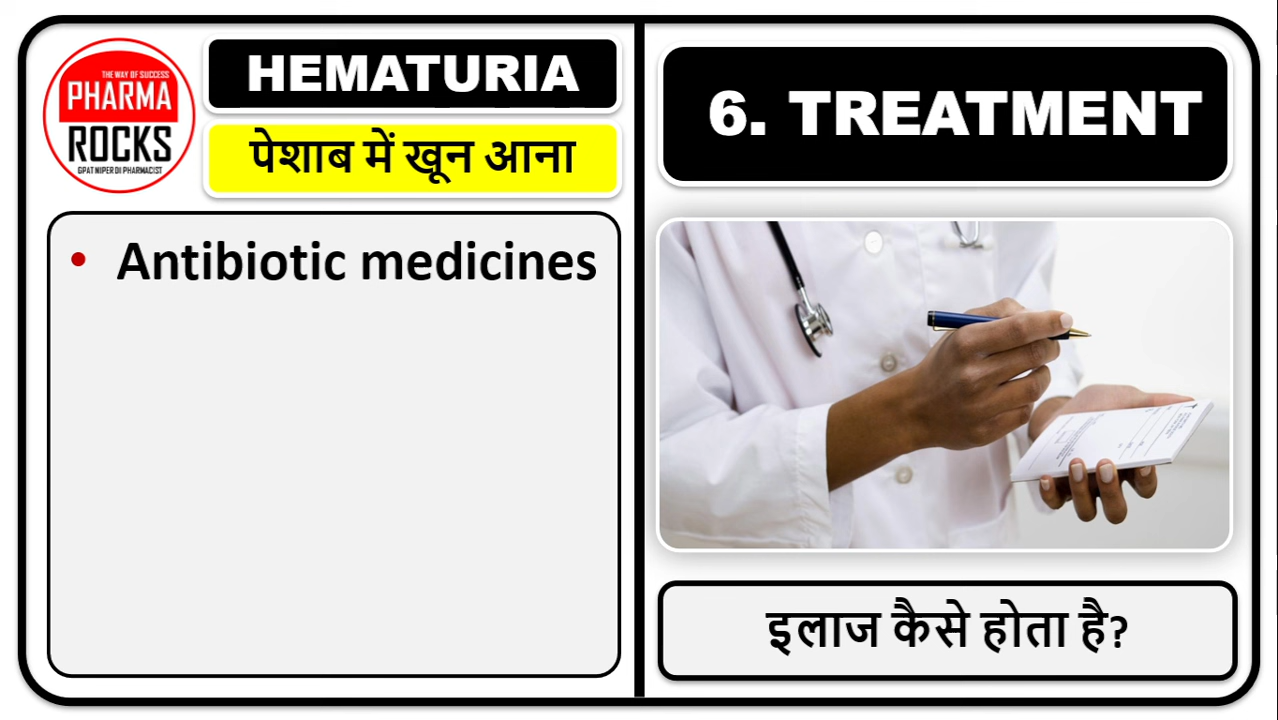 THE WAY OF SUCCESS
PHARMA
ROCKS
GPAT NIPER DI PHARMACIST
HEMATURIA
पेशाब में खून आना
• Antibiotic medicines
6. TREATMENT
इलाज कैसे होता है?